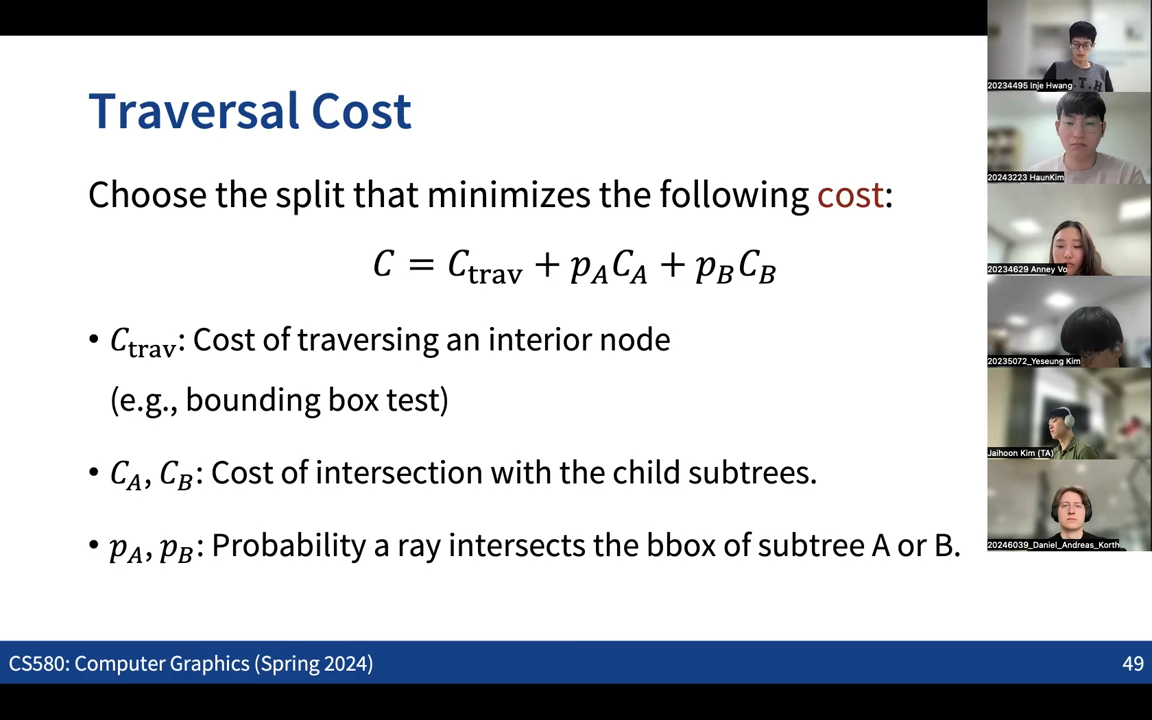 Traversal Cost
Choose the split that minimizes the following cost:
C = C_trav + p_A C_A + p_B C_B
• C_trav: Cost of traversing an interior node
(e.g., bounding box test)
• C_A, C_B: Cost of intersection with the child subtrees.
• p_A, p_B: Probability a ray intersects the bbox of subtree A or B.
CS580: Computer Graphics (Spring 2024)
49
20234495 Inje Hwang
20243223 HaunKim
20234629 Anney Vo
20235072_Yeseung Kim
Jaihoon Kim (TA)
20246039_Daniel_Andreas_Korth